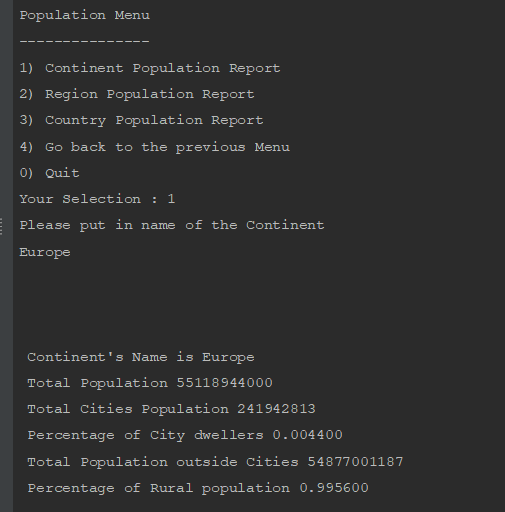 Population Menu
---------------
1) Continent Population Report
2) Region Population Report
3) Country Population Report
4) Go back to the previous Menu
0) Quit
Your Selection : 1
Please put in name of the Continent
Europe
Continent's Name is Europe
Total Population 55118944000
Total Cities Population 241942813
Percentage of City dwellers 0.004400
Total Population outside Cities 54877001187
Percentage of Rural population 0.995600